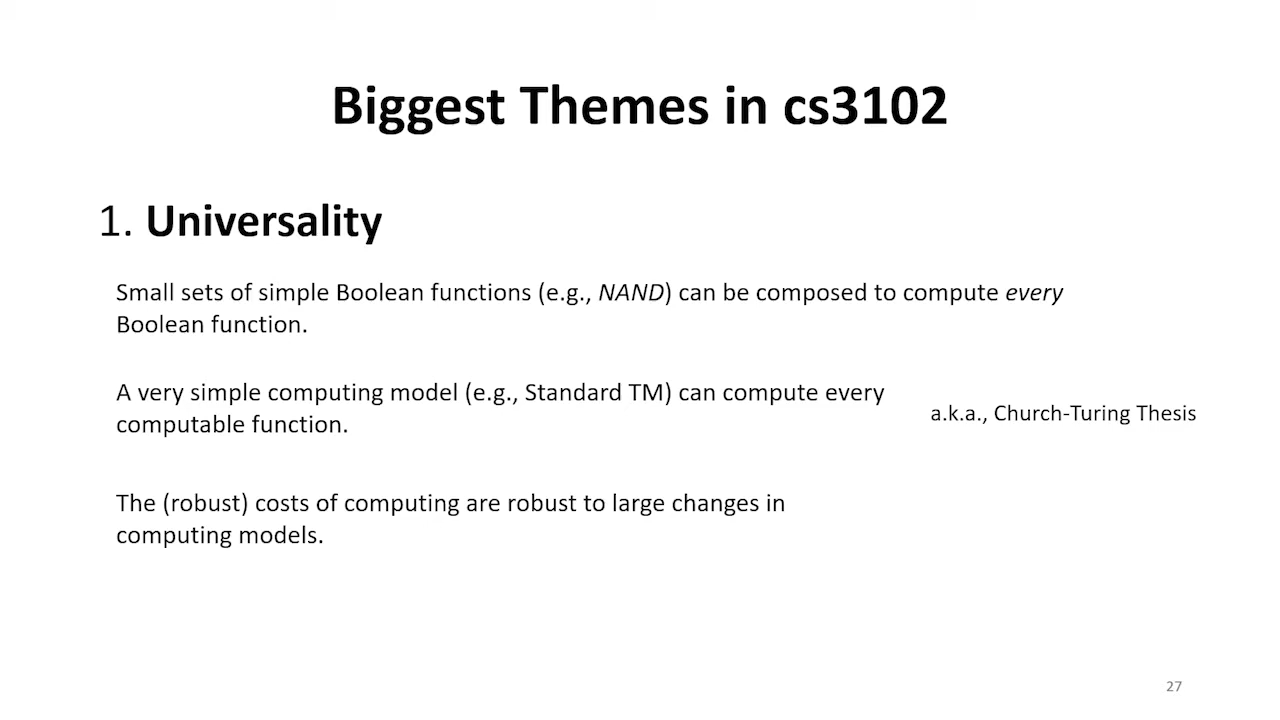 Biggest Themes in cs3102
1. Universality
Small sets of simple Boolean functions (e.g., NAND) can be composed to compute every
Boolean function.
A very simple computing model (e.g., Standard TM) can compute every
computable function.
a.k.a., Church-Turing Thesis
The (robust) costs of computing are robust to large changes in
computing models.
27